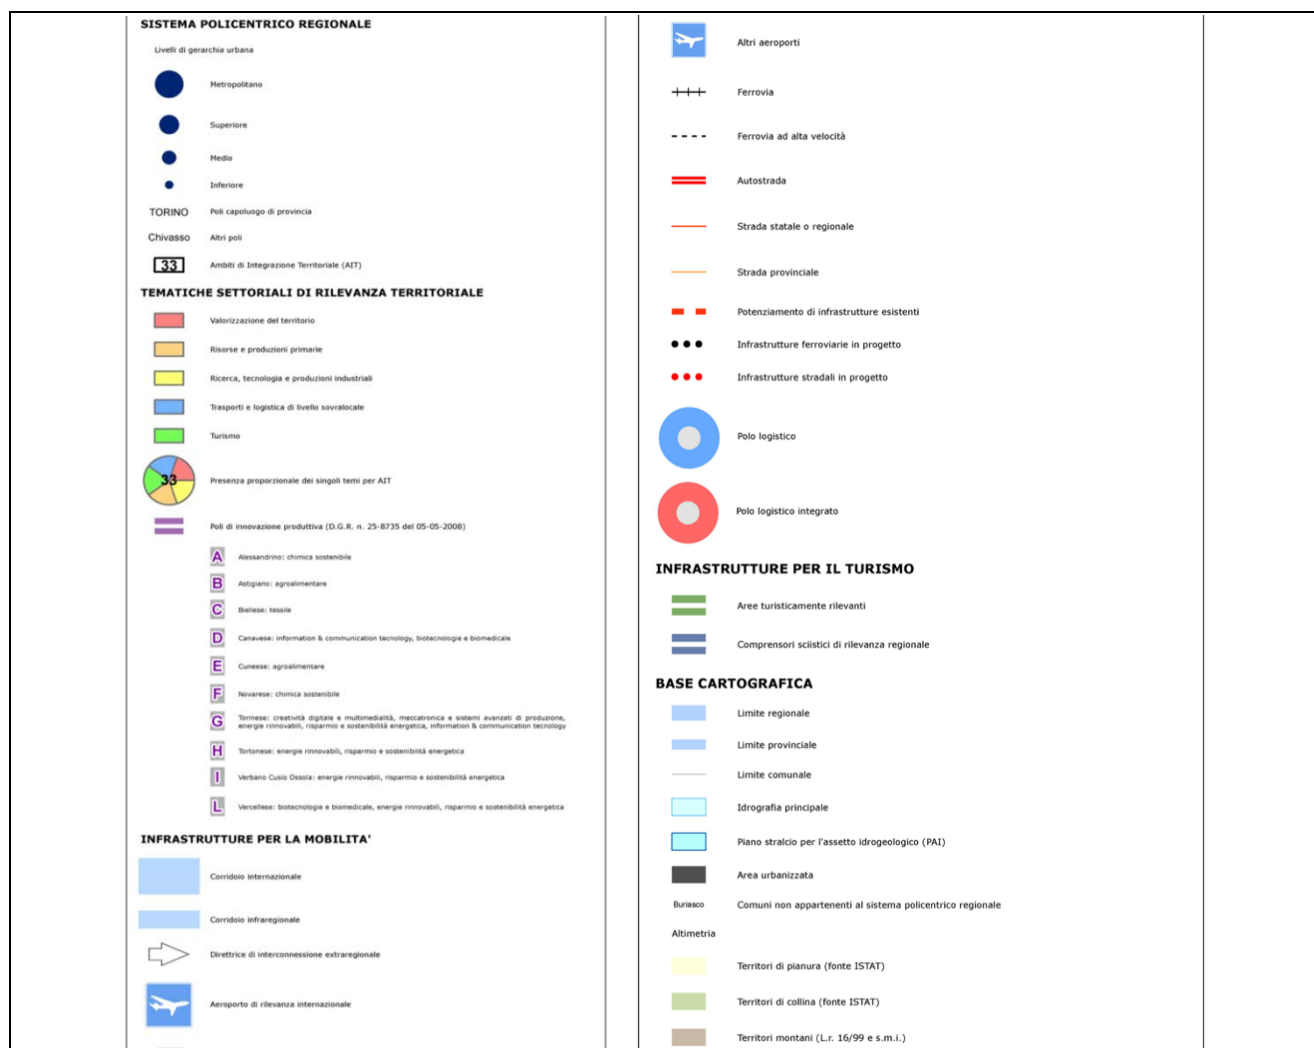 SISTEMA POLICENTRICO REGIONALE
Livelli di gerarchia urbana
Metropolitano
Superiore
Medio
Inferiore
TORINO Poli capoluogo di provincia
Chivasso Altri poli
33 Ambiti di Integrazione Territoriale (AIT)
TEMATICHE SETTORIALI DI RILEVANZA TERRITORIALE
Valorizzazione del territorio
Risorse e produzioni primarie
Ricerca, tecnologia e produzioni industriali
Trasporti e logistica di livello sovralocale
Turismo
33 Presenza proporzionale dei singoli temi per AIT
Poli di innovazione produttiva (D.G.R. n. 25-8735 del 05-05-2008)
A Alessandrino: chimica sostenibile
B Astigiano: agroalimentare
C Biellese: tessile
D Canavese: information & communication tecnology, biotecnologie e biomedicale
E Cuneese: agroalimentare
F Novarese: chimica sostenibile
G Torinese: creatività digitale e multimedialità, meccatronica e sistemi avanzati di produzione,
energie rinnovabili, risparmio e sostenibilità energetica, information & communication tecnology
H Tortonese: energie rinnovabili, risparmio e sostenibilità energetica
I Verbano Cusio Ossola: energie rinnovabili, risparmio e sostenibilità energetica
L Vercellese: biotecnologie e biomedicale, energie rinnovabili, risparmio e sostenibilità energetica
INFRASTRUTTURE PER LA MOBILITA'
Corridoio internazionale
Corridoio infraregionale
Direttrice di interconnessione extraregionale
Aeroporto di rilevanza internazionale
Altri aeroporti
Ferrovia
Ferrovia ad alta velocità
Autostrada
Strada statale o regionale
Strada provinciale
Potenziamento di infrastrutture esistenti
Infrastrutture ferroviarie in progetto
Infrastrutture stradali in progetto
Polo logistico
Polo logistico integrato
INFRASTRUTTURE PER IL TURISMO
Aree turisticamente rilevanti
Comprensori sciistici di rilevanza regionale
BASE CARTOGRAFICA
Limite regionale
Limite provinciale
Limite comunale
Idrografia principale
Piano stralcio per l'assetto idrogeologico (PAI)
Area urbanizzata
Buriasco Comuni non appartenenti al sistema policentrico regionale
Altimetria
Territori di pianura (fonte ISTAT)
Territori di collina (fonte ISTAT)
Territori montani (L.r. 16/99 e s.m.i.)